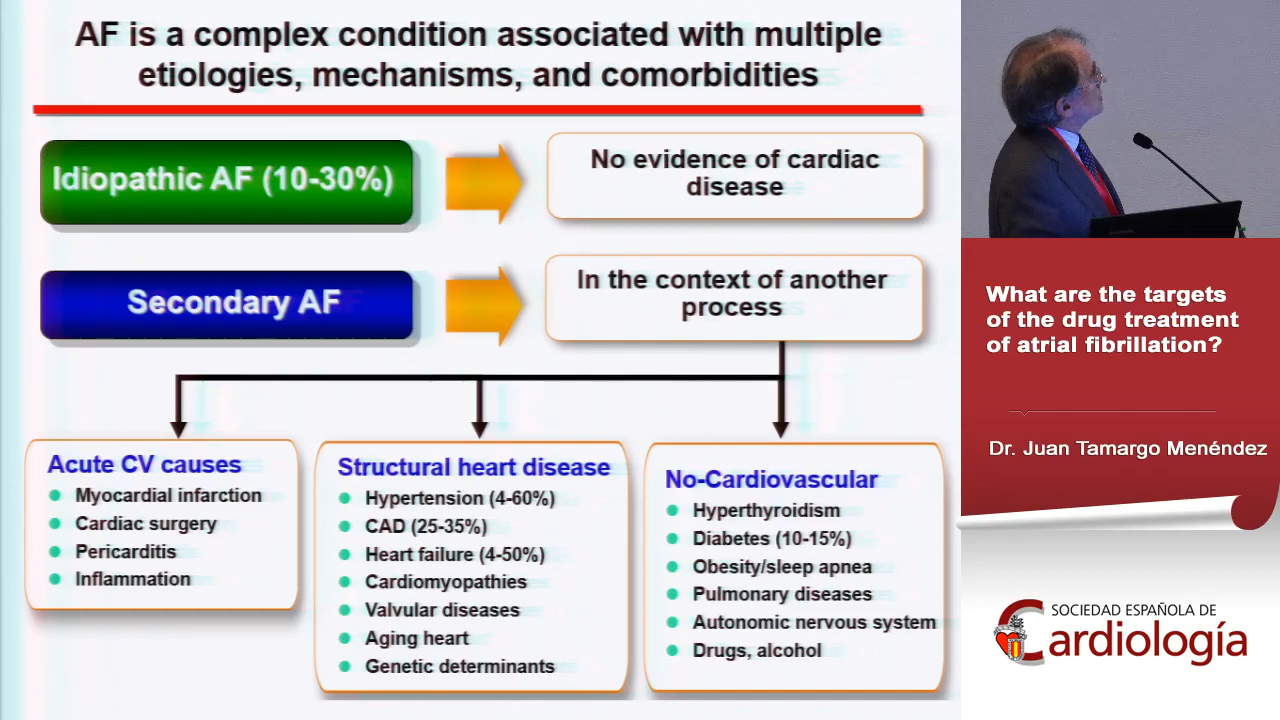 AF is a complex condition associated with multiple
etiologies, mechanisms, and comorbidities
Idiopathic AF (10-30%)
No evidence of cardiac
disease
Secondary AF
In the context of another
process
Acute CV causes
Myocardial infarction
Cardiac surgery
Pericarditis
Inflammation
Structural heart disease
Hypertension (4-60%)
CAD (25-35%)
Heart failure (4-50%)
Cardiomyopathies
Valvular diseases
Aging heart
Genetic determinants
No-Cardiovascular
Hyperthyroidism
Diabetes (10-15%)
Obesity/sleep apnea
Pulmonary diseases
Autonomic nervous system
Drugs, alcohol
What are the targets
of the drug treatment
of atrial fibrillation?
Dr. Juan Tamargo Menéndez
SOCIEDAD ESPAÑOLA DE
Cardiología